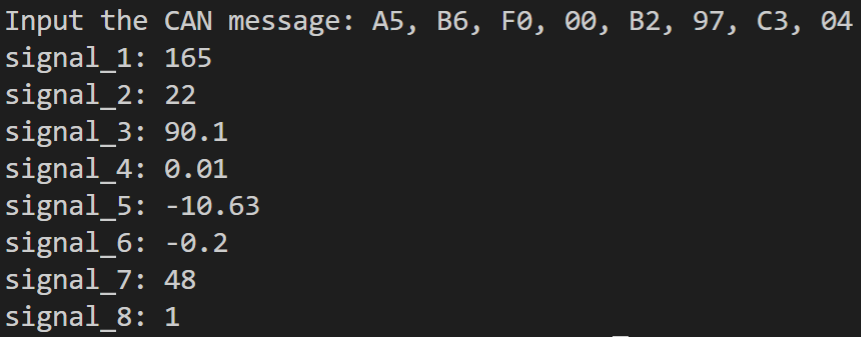 Input the CAN message: A5, B6, F0, 00, B2, 97, C3, 04
signal_1: 165
signal_2: 22
signal_3: 90.1
signal_4: 0.01
signal_5: -10.63
signal_6: -0.2
signal_7: 48
signal_8: 1